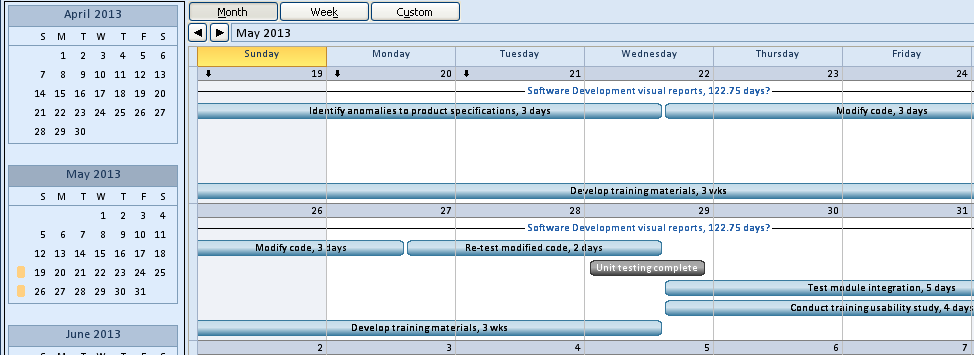 April 2013
S M T W T F S
1 2 3 4 5 6
7 8 9 10 11 12 13
14 15 16 17 18 19 20
21 22 23 24 25 26 27
28 29 30
May 2013
S M T W T F S
1 2 3 4
5 6 7 8 9 10 11
12 13 14 15 16 17 18
19 20 21 22 23 24 25
26 27 28 29 30 31
June 2013
S M T W T F S
Month Week Custom
May 2013
Sunday Monday Tuesday Wednesday Thursday Friday
19 20 21 22 23 24
Software Development visual reports, 122.75 days?
Identify anomalies to product specifications, 3 days Modify code, 3 days
Develop training materials, 3 wks
26 27 28 29 30 31
Software Development visual reports, 122.75 days?
Modify code, 3 days Re-test modified code, 2 days
Unit testing complete
Test module integration, 5 days
Conduct training usability study, 4 days
Develop training materials, 3 wks
2 3 4 5 6 7